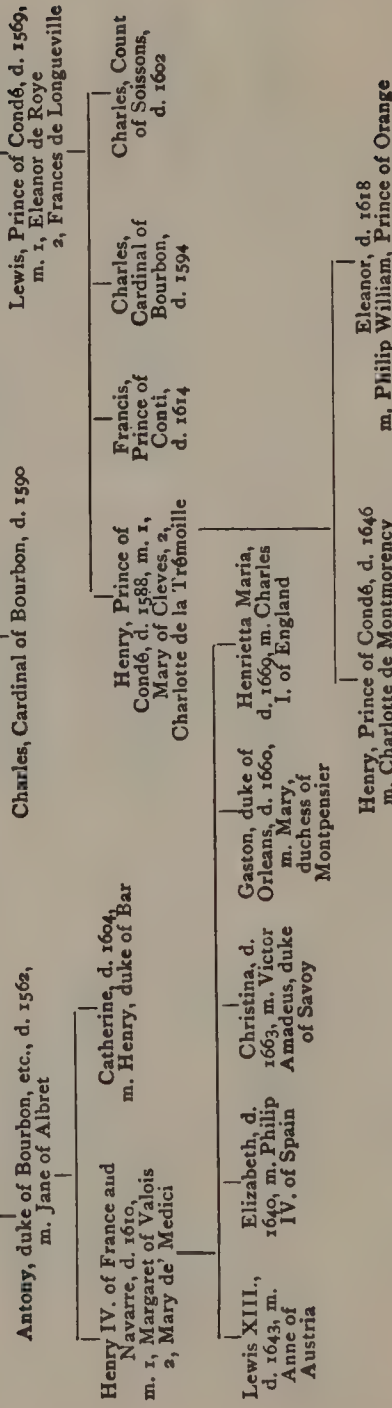 Antony, duke of Bourbon, etc., d. 1562,
m. Jane of Albret
Charles, Cardinal of Bourbon, d. 1590
Lewis, Prince of Condé, d. 1569,
m. 1, Eleanor de Roye
2, Frances de Longueville
Henry IV. of France and
Navarre, d. 1610,
m. 1, Margaret of Valois
2, Mary de' Medici
Catherine, d. 1604,
m. Henry, duke of Bar
Henry, Prince of
Condé, d. 1588, m. 1,
Mary of Cleves, 2,
Charlotte de la Trémoille
Francis,
Prince of
Conti,
d. 1614
Charles,
Cardinal of
Bourbon,
d. 1594
Charles, Count
of Soissons,
d. 1602
Lewis XIII.,
d. 1643, m.
Anne of
Austria
Elizabeth, d.
1640, m. Philip
IV. of Spain
Christina, d.
1663, m. Victor
Amadeus, duke
of Savoy
Gaston, duke of
Orleans, d. 1660,
m. Mary,
duchess of
Montpensier
Henrietta Maria,
d. 1669, m. Charles
I. of England
Henry, Prince of Condé, d. 1646
m. Charlotte de Montmorency
Eleanor, d. 1618
m. Philip William, Prince of Orange